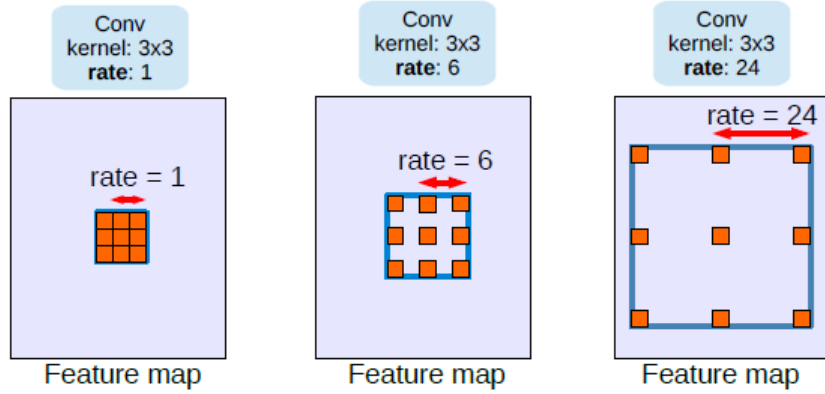 Conv
kernel: 3x3
rate: 1
Conv
kernel: 3x3
rate: 6
Conv
kernel: 3x3
rate: 24
rate = 1
rate = 6
rate = 24
Feature map
Feature map
Feature map